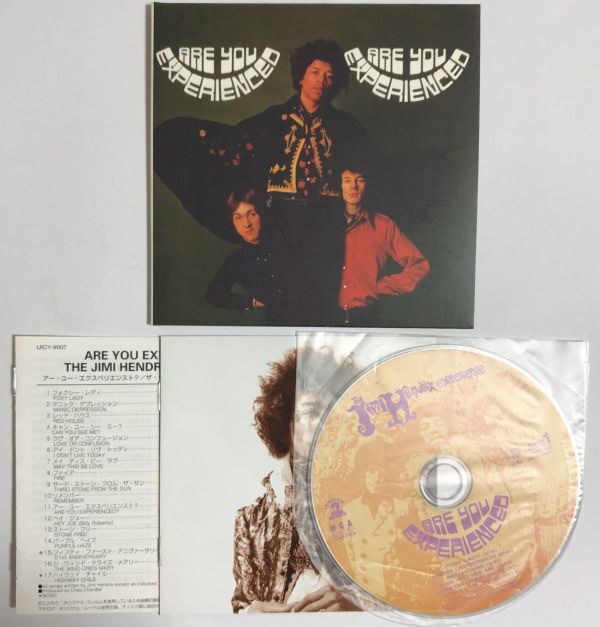 ARE YOU
EXPERIENCED
ARE YOU
EXPERIENCED
UICY-9007
ARE YOU EX
THE JIMI HENDR
アー・ユー・エクスペリエンスト?/ザ・
1.フォクシー・レディ
FOXY LADY
2.マニック・デプレッション
MANIC DEPRESSION
3.レッド・ハウス
RED HOUSE
4.キャン・ユー・シー・ミー?
CAN YOU SEE ME?
5.ラヴ・オア・コンフュージョン
LOVE OR CONFUSION
6.アイ・ドント・リヴ・トゥディ
I DON'T LIVE TODAY
7.メイ・ディス・ビー・ラヴ
MAY THIS BE LOVE
8.ファイア
FIRE
9.サード・ストーン・フロム・ザ・サン
THIRD STONE FROM THE SUN
10.リメンバー
REMEMBER
11.アー・ユー・エクスペリエンスト?
ARE YOU EXPERIENCED?
12.ヘイ・ジョー
HEY JOE (Billy Roberts)
13.ストーン・フリー
STONE FREE
14.パープル・ヘイズ
PURPLE HAZE
*15.フィフティ・ファースト・アニヴァーサリ
51st ANNIVERSARY
16.ザ・ウィンド・クライズ・メアリー
THE WIND CRIES MARY
*17.ハイウェイ・チャイル
HIGHWAY CHILE
■All songs written by Jimi Hendrix except as indicated
■Produced by Chas Chandler
*MONO
The Jimi Hendrix experience
MCA
ARE YOU
EXPERIENCED